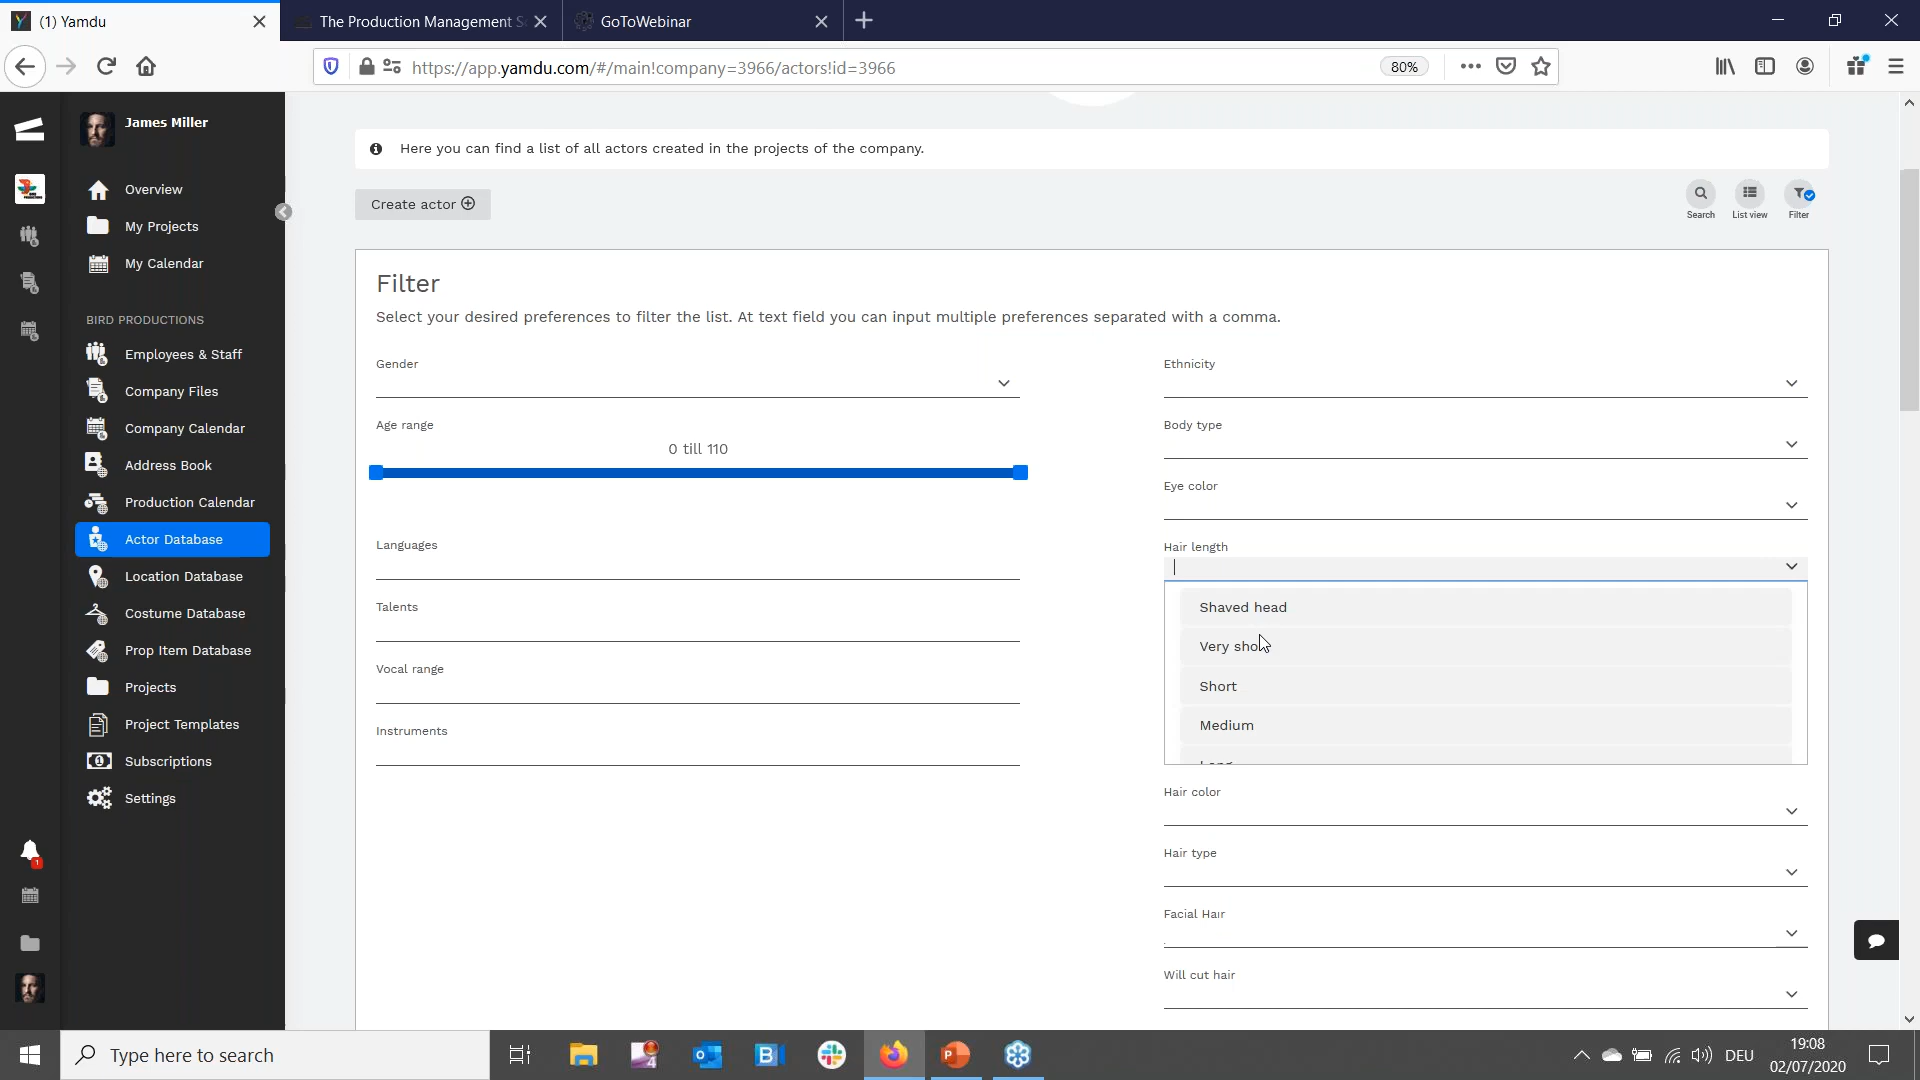 (1) Yamdu
The Production Management S
GoToWebinar
https://app.yamdu.com/#/main!company=3966/actors!id=3966
80%
James Miller
Overview
My Projects
My Calendar
BIRD PRODUCTIONS
Employees & Staff
Company Files
Company Calendar
Address Book
Production Calendar
Actor Database
Location Database
Costume Database
Prop Item Database
Projects
Project Templates
Subscriptions
Settings
1
Here you can find a list of all actors created in the projects of the company.
Create actor
Search
List view
Filter
Filter
Select your desired preferences to filter the list. At text field you can input multiple preferences separated with a comma.
Gender
Age range
0 till 110
Languages
Talents
Vocal range
Instruments
Ethnicity
Body type
Eye color
Hair length
Shaved head
Very short
Short
Medium
Long
Hair color
Hair type
Facial Hair
Will cut hair
Type here to search
DEU
19:08
02/07/2020